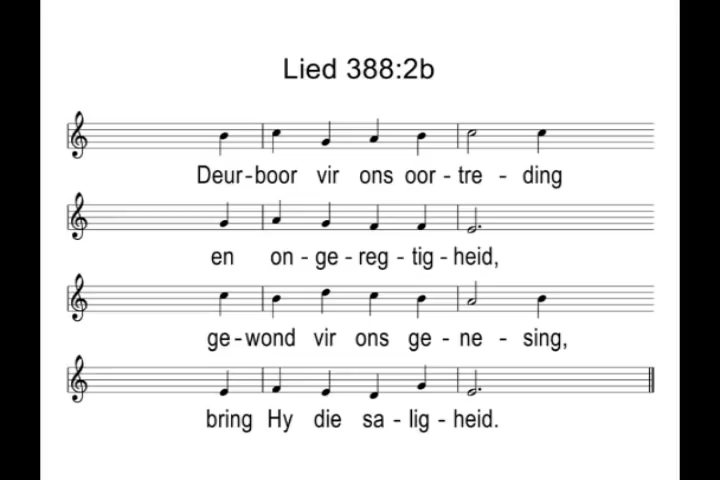 Lied 388:2b
Deur-boor vir ons oor-tre-ding
en on-ge-reg-tig-heid,
ge-wond vir ons ge-ne-sing,
bring Hy die sa-lig-heid.